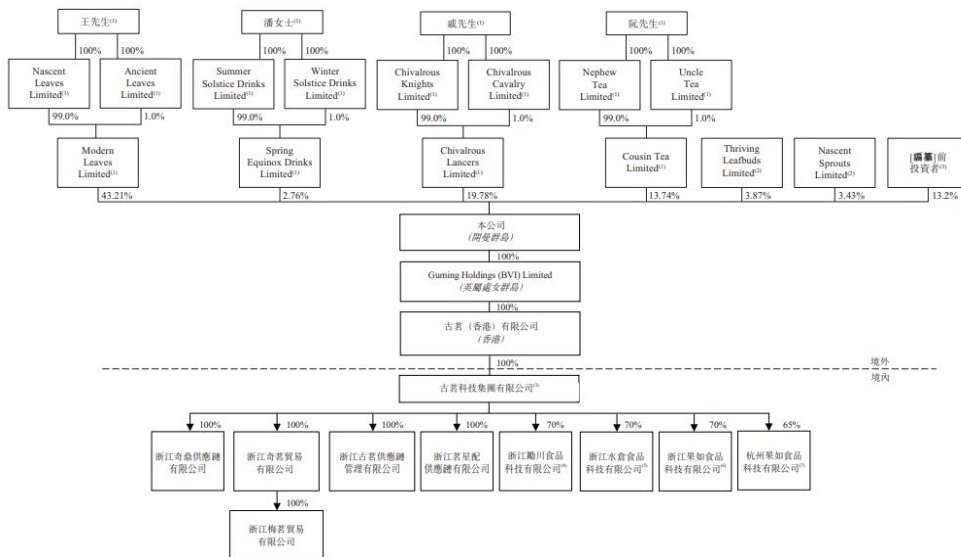 王先生(1)
潘女士(1)
戚先生(1)
阮先生(1)
100% 100% 100% 100% 100% 100% 100% 100%
Nascent
Leaves
Limited(1)
Ancient
Leaves
Limited(1)
Summer
Solstice Drinks
Limited(1)
Winter
Solstice Drinks
Limited(1)
Chivalrous
Knights
Limited(1)
Chivalrous
Cavalry
Limited(1)
Nephew
Tea
Limited(1)
Uncle
Tea
Limited(1)
99.0% 1.0% 99.0% 1.0% 99.0% 1.0% 99.0% 1.0%
Modern
Leaves
Limited(1)
Spring
Equinox Drinks
Limited(1)
Chivalrous
Lancers
Limited(1)
Cousin Tea
Limited(1)
Thriving
Leafbuds
Limited(2)
Nascent
Sprouts
Limited(2)
[編纂]前
投資者(3)
43.21% 2.76% 19.78% 13.74% 3.87% 3.43% 13.2%
本公司
(開曼群島)
100%
Guming Holdings (BVI) Limited
(英屬處女群島)
100%
古茗（香港）有限公司
(香港)
100%
境外
境內
古茗科技集團有限公司
100% 100% 100% 100% 70% 70% 70% 65%
浙江奇鼎供應鏈
有限公司
浙江奇茗貿易
有限公司
浙江古茗供應鏈
管理有限公司
浙江茗星配
供應鏈有限公司
浙江勵川食品
科技有限公司(4)
浙江水倉食品
科技有限公司(5)
浙江果如食品
科技有限公司(6)
杭州果如食品
科技有限公司(7)
100%
浙江梅茗貿易
有限公司